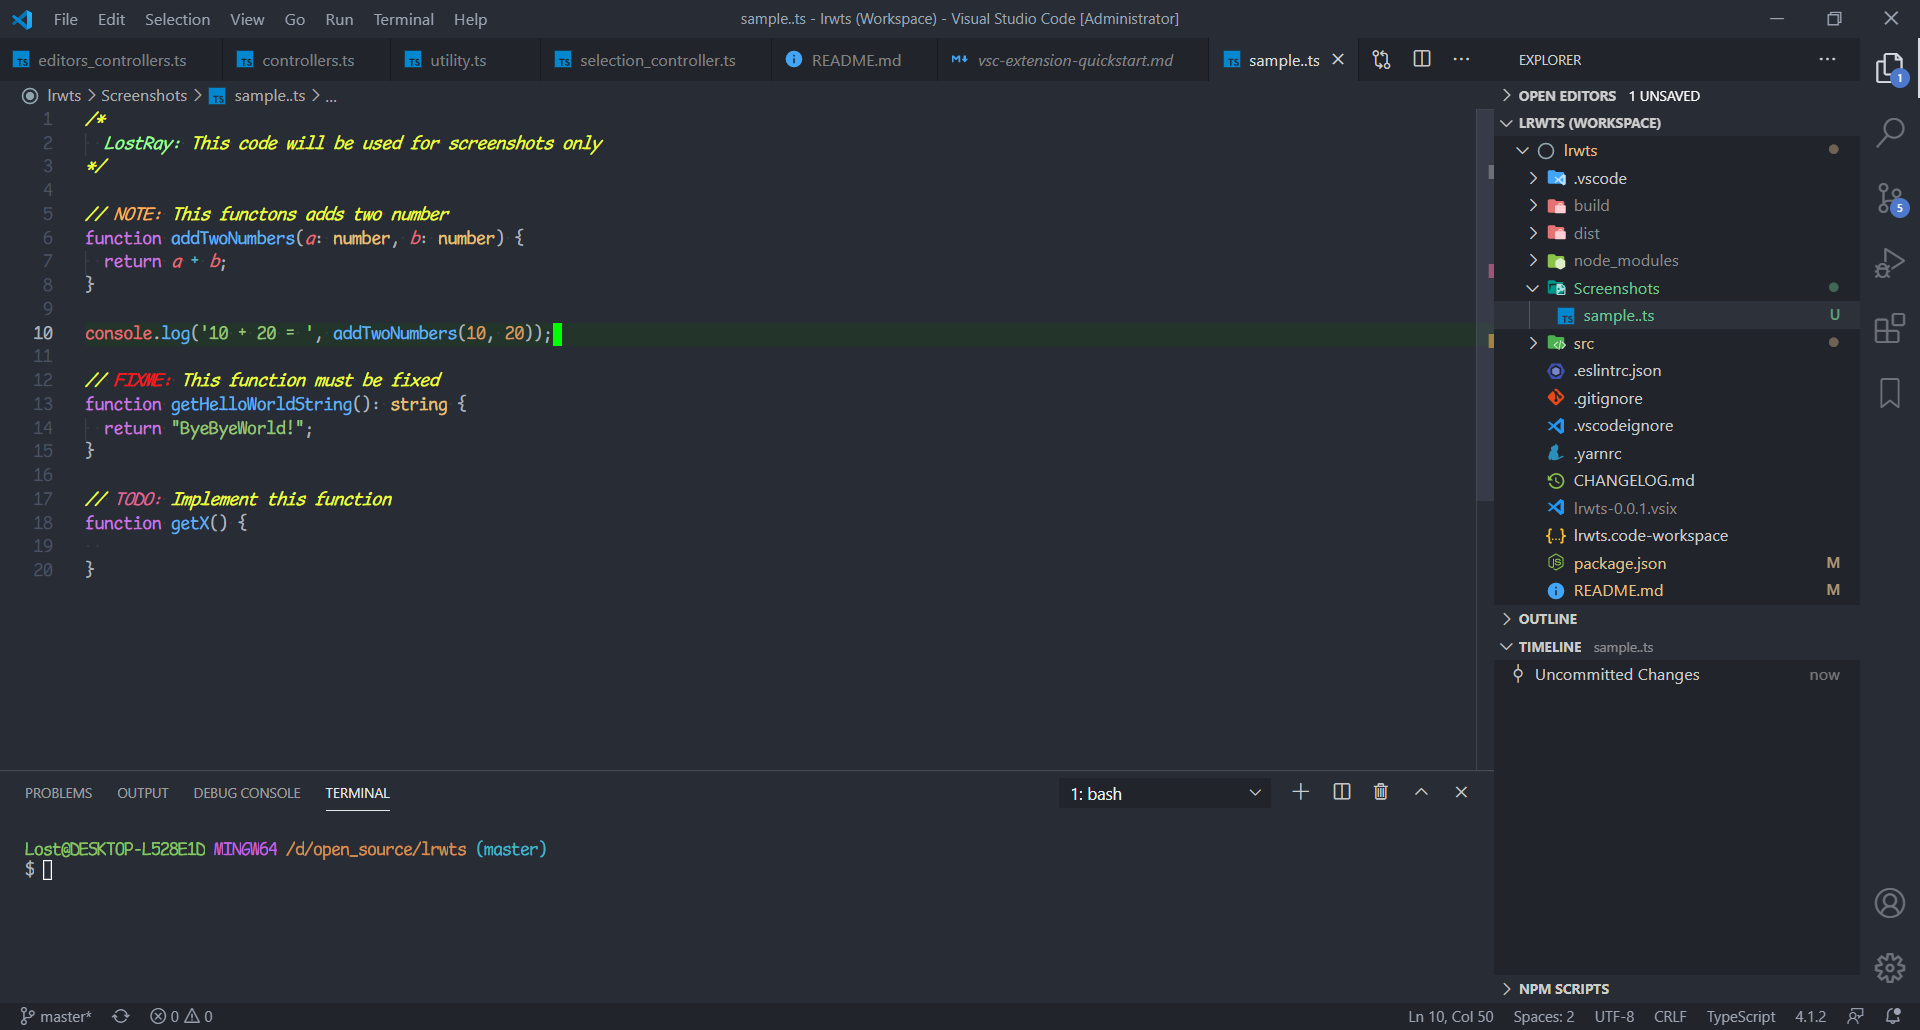 File Edit Selection View Go Run Terminal Help
sample..ts - lrwts (Workspace) - Visual Studio Code [Administrator]
editors_controllers.ts controllers.ts utility.ts selection_controller.ts README.md vsc-extension-quickstart.md sample..ts
lrwts > Screenshots > sample..ts > ...
1 /*
2 LostRay: This code will be used for screenshots only
3 */
4
5 // NOTE: This functons adds two number
6 function addTwoNumbers(a: number, b: number) {
7 return a + b;
8 }
9
10 console.log('10 + 20 = ', addTwoNumbers(10, 20));
11
12 // FIXME: This function must be fixed
13 function getHelloWorldString(): string {
14 return "ByeByeWorld!";
15 }
16
17 // TODO: Implement this function
18 function getX() {
19
20 }
EXPLORER
OPEN EDITORS 1 UNSAVED
LRWTS (WORKSPACE)
lrwts
.vscode
build
dist
node_modules
Screenshots
sample..ts U
src
.eslintrc.json
.gitignore
.vscodeignore
.yarnrc
CHANGELOG.md
lrwts-0.0.1.vsix
lrwts.code-workspace
package.json M
README.md M
OUTLINE
TIMELINE sample..ts
Uncommitted Changes now
NPM SCRIPTS
1
5
PROBLEMS OUTPUT DEBUG CONSOLE TERMINAL
1: bash
Lost@DESKTOP-L528E1D MINGW64 /d/open_source/lrwts (master)
$
master* 0 0
Ln 10, Col 50 Spaces: 2 UTF-8 CRLF TypeScript 4.1.2